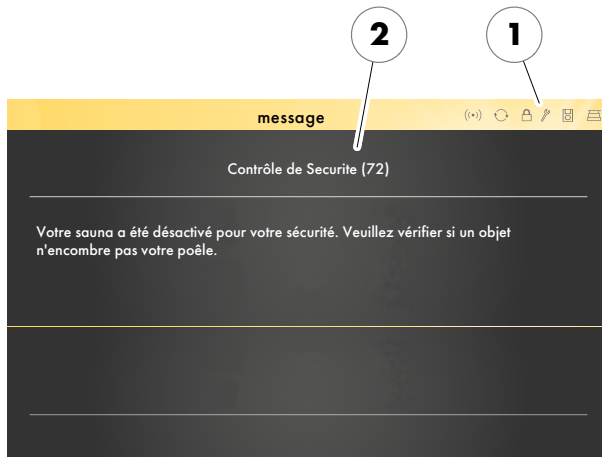 2 1
message
Contrôle de Securite (72)
Votre sauna a été désactivé pour votre sécurité. Veuillez vérifier si un objet
n'encombre pas votre poêle.